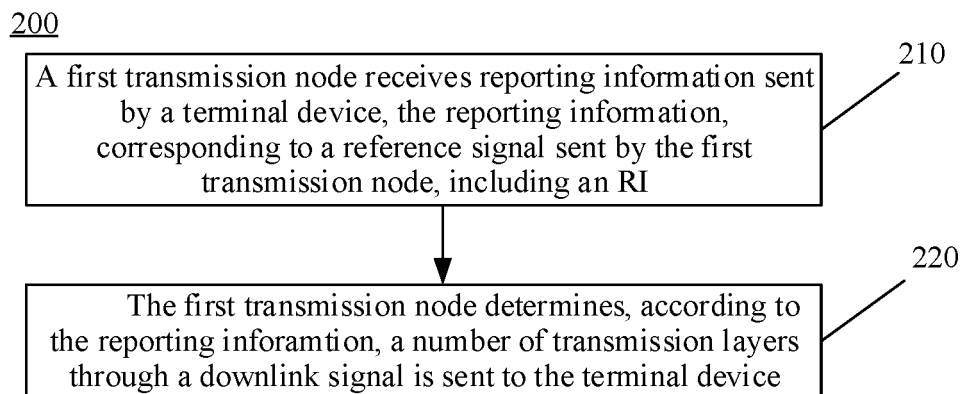 200
210
A first transmission node receives reporting information sent
by a terminal device, the reporting information,
corresponding to a reference signal sent by the first
transmission node, including an RI
220
The first transmission node determines, according to
the reporting inforamtion, a number of transmission layers
through a downlink signal is sent to the terminal device